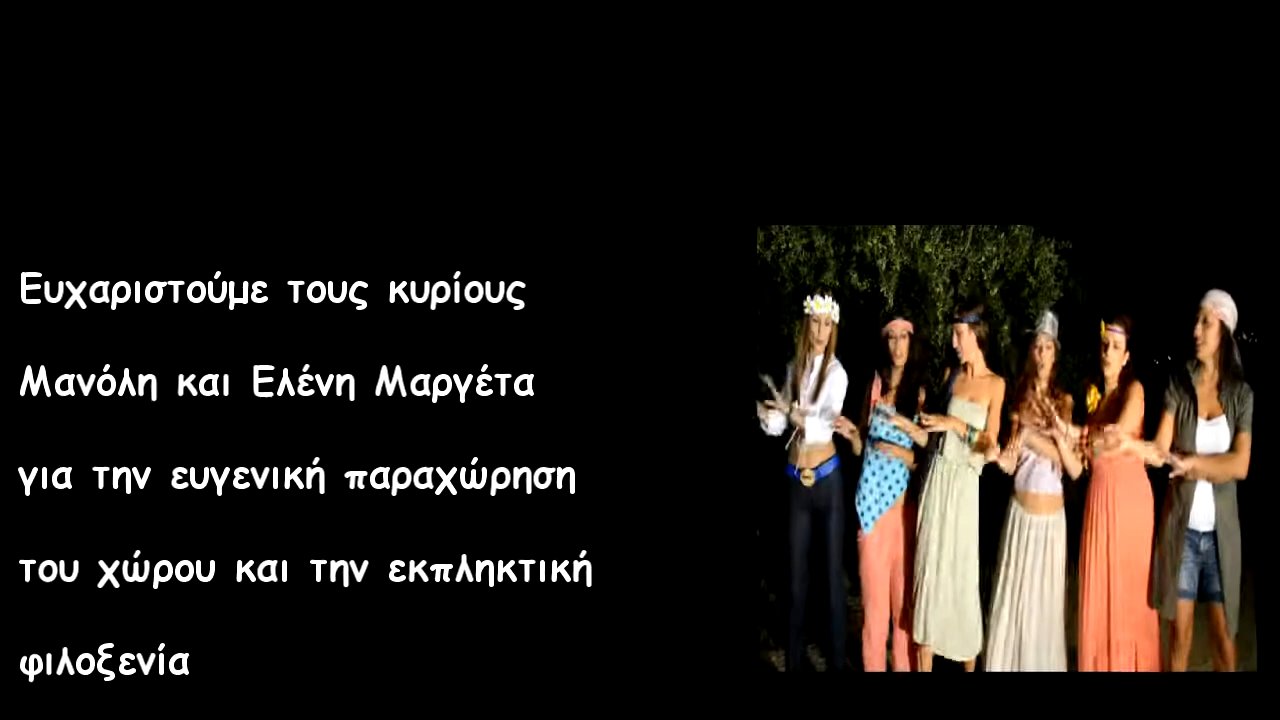 Ευχαριστούμε τους κυρίους
Μανόλη και Ελένη Μαργέτα
για την ευγενική παραχώρηση
του χώρου και την εκπληκτική
φιλοξενία